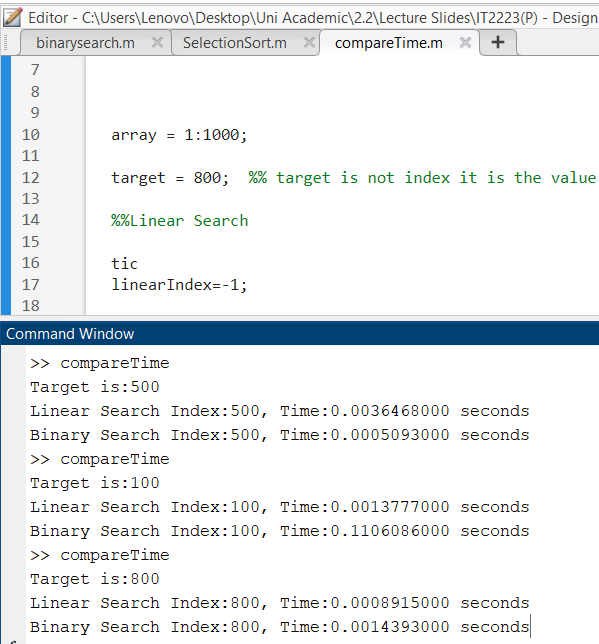 Editor - C:\Users\Lenovo\Desktop\Uni Academic\2.2\Lecture Slides\IT2223(P) - Design
binarysearch.m SelectionSort.m compareTime.m
7
8
9
10 array = 1:1000;
11
12 target = 800; %% target is not index it is the value
13
14 %%Linear Search
15
16 tic
17 linearIndex=-1;
18
Command Window
>> compareTime
Target is:500
Linear Search Index:500, Time:0.0036468000 seconds
Binary Search Index:500, Time:0.0005093000 seconds
>> compareTime
Target is:100
Linear Search Index:100, Time:0.0013777000 seconds
Binary Search Index:100, Time:0.1106086000 seconds
>> compareTime
Target is:800
Linear Search Index:800, Time:0.0008915000 seconds
Binary Search Index:800, Time:0.0014393000 seconds